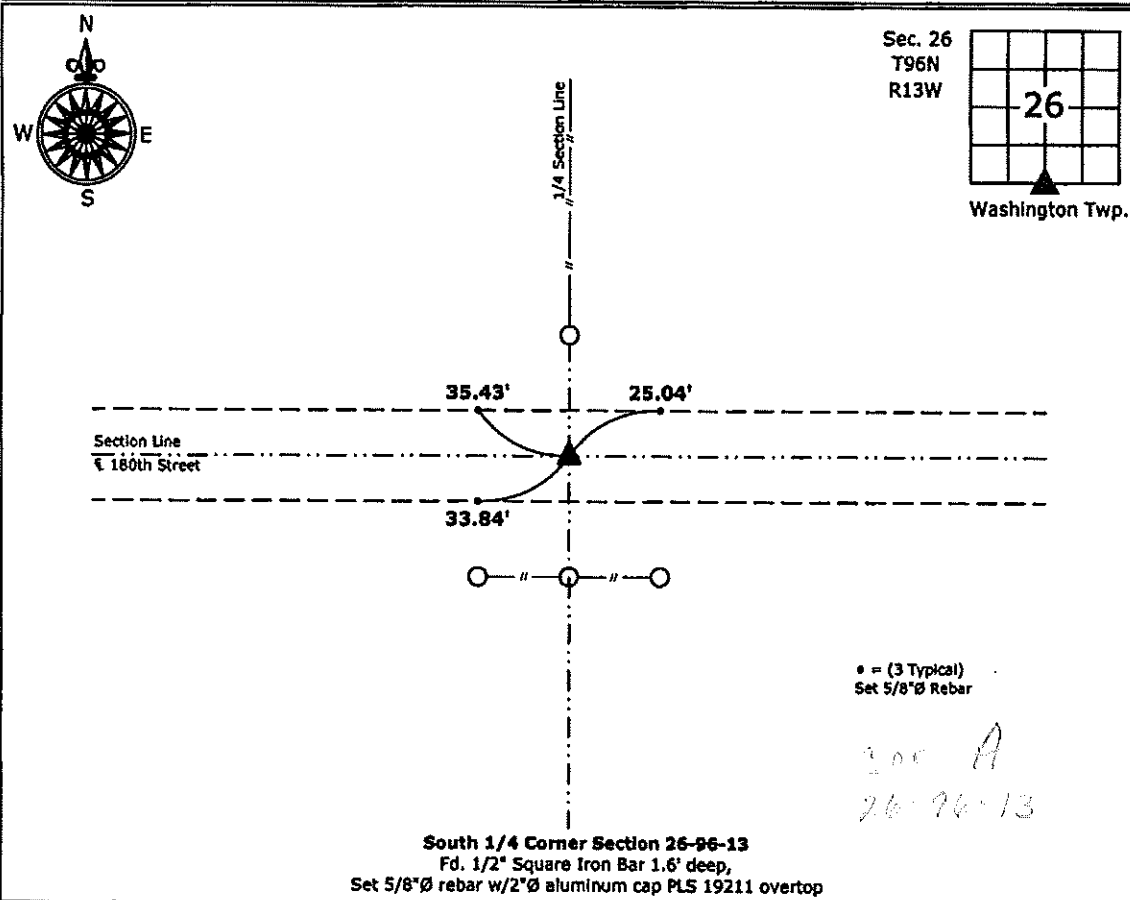 N
W E
S
Sec. 26
T96N
R13W
26
Washington Twp.
1/4 Section Line
35.43' 25.04'
Section Line
℄ 180th Street
33.84'
• = (3 Typical)
Set 5/8"Ø Rebar
A
26-96-13
South 1/4 Corner Section 26-96-13
Fd. 1/2" Square Iron Bar 1.6' deep,
Set 5/8"Ø rebar w/2"Ø aluminum cap PLS 19211 overtop